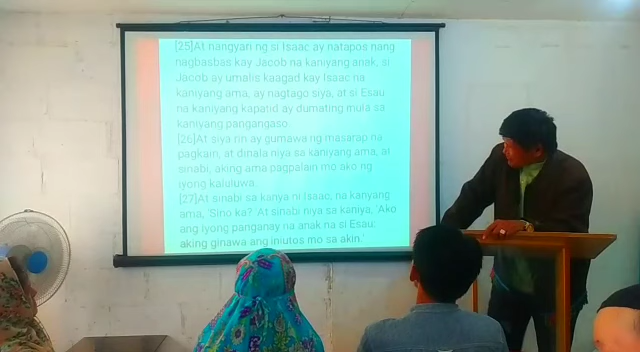 [25]At nangyari ng si Isaac ay natapos nang
nagbasbas kay Jacob na kaniyang anak, si
Jacob ay umalis kaagad kay Isaac na
kaniyang ama, ay nagtago siya, at si Esau
na kaniyang kapatid ay dumating mula sa
kaniyang pangangaso
[26]At siya rin ay gumawa ng masarap na
pagkain, at dinala niya sa kaniyang ama, at
sinabi, aking ama pagpalain mo ako ng
iyong kaluluwa
[27]At sinabi sa kanya ni Isaac, na kanyang
ama, 'Sino ka? At sinabi niya sa kaniya, 'Ako
ang iyong panganay na anak na si Esau:
aking ginawa ang iniutos mo sa akin.'